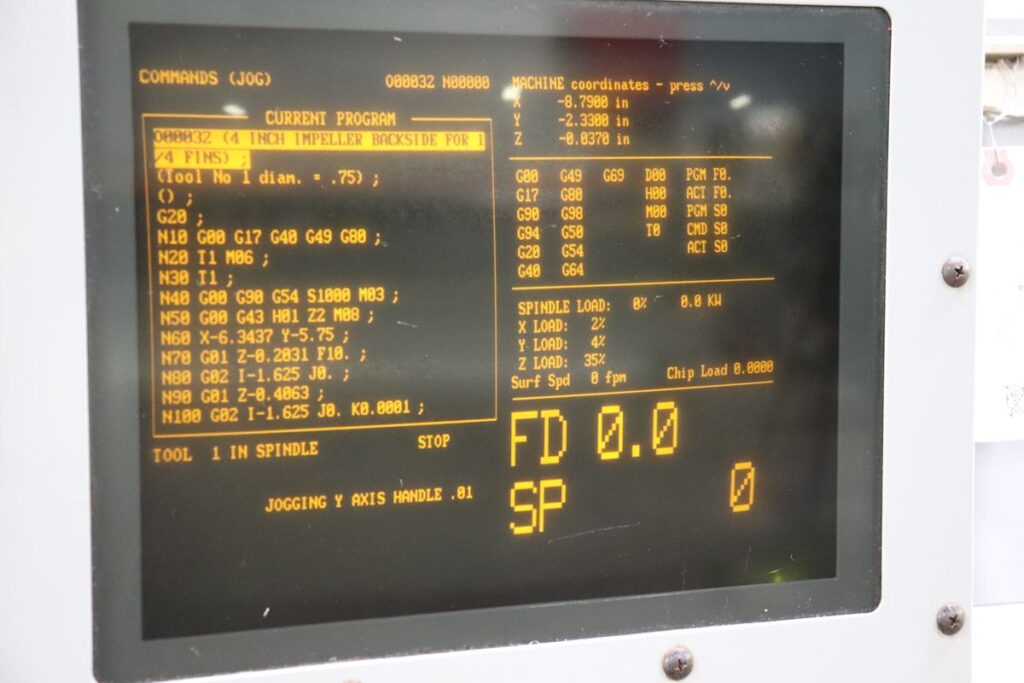 COMMANDS (JOG)
O00032 N00000
CURRENT PROGRAM
O00032 (4 INCH IMPELLER BACKSIDE FOR 1
/4 FINS) ;
(Tool No 1 diam. = .75) ;
() ;
G20 ;
N10 G00 G17 G40 G49 G80 ;
N20 T1 M06 ;
N30 T1 ;
N40 G00 G90 G54 S1000 M03 ;
N50 G00 G43 H01 Z2 M08 ;
N60 X-6.3437 Y-5.75 ;
N70 G01 Z-0.2031 F10. ;
N80 G02 I-1.625 J0. ;
N90 G01 Z-0.4063 ;
N100 G02 I-1.625 J0. K0.0001 ;
TOOL 1 IN SPINDLE
STOP
JOGGING Y AXIS HANDLE .01
MACHINE coordinates - press ^/v
X -8.7900 in
Y -2.3300 in
Z -0.0370 in
G00 G49 G69 D00 PGM F0.
G17 G80 H00 ACT F0.
G90 G98 M00 PGM S0
G94 G50 T0 CMD S0
G20 G54 ACT S0
G40 G64
SPINDLE LOAD: 0% 0.0 KW
X LOAD: 2%
Y LOAD: 4%
Z LOAD: 35%
Surf Spd 0 fpm Chip Load 0.0000
FD 0.0
SP 0